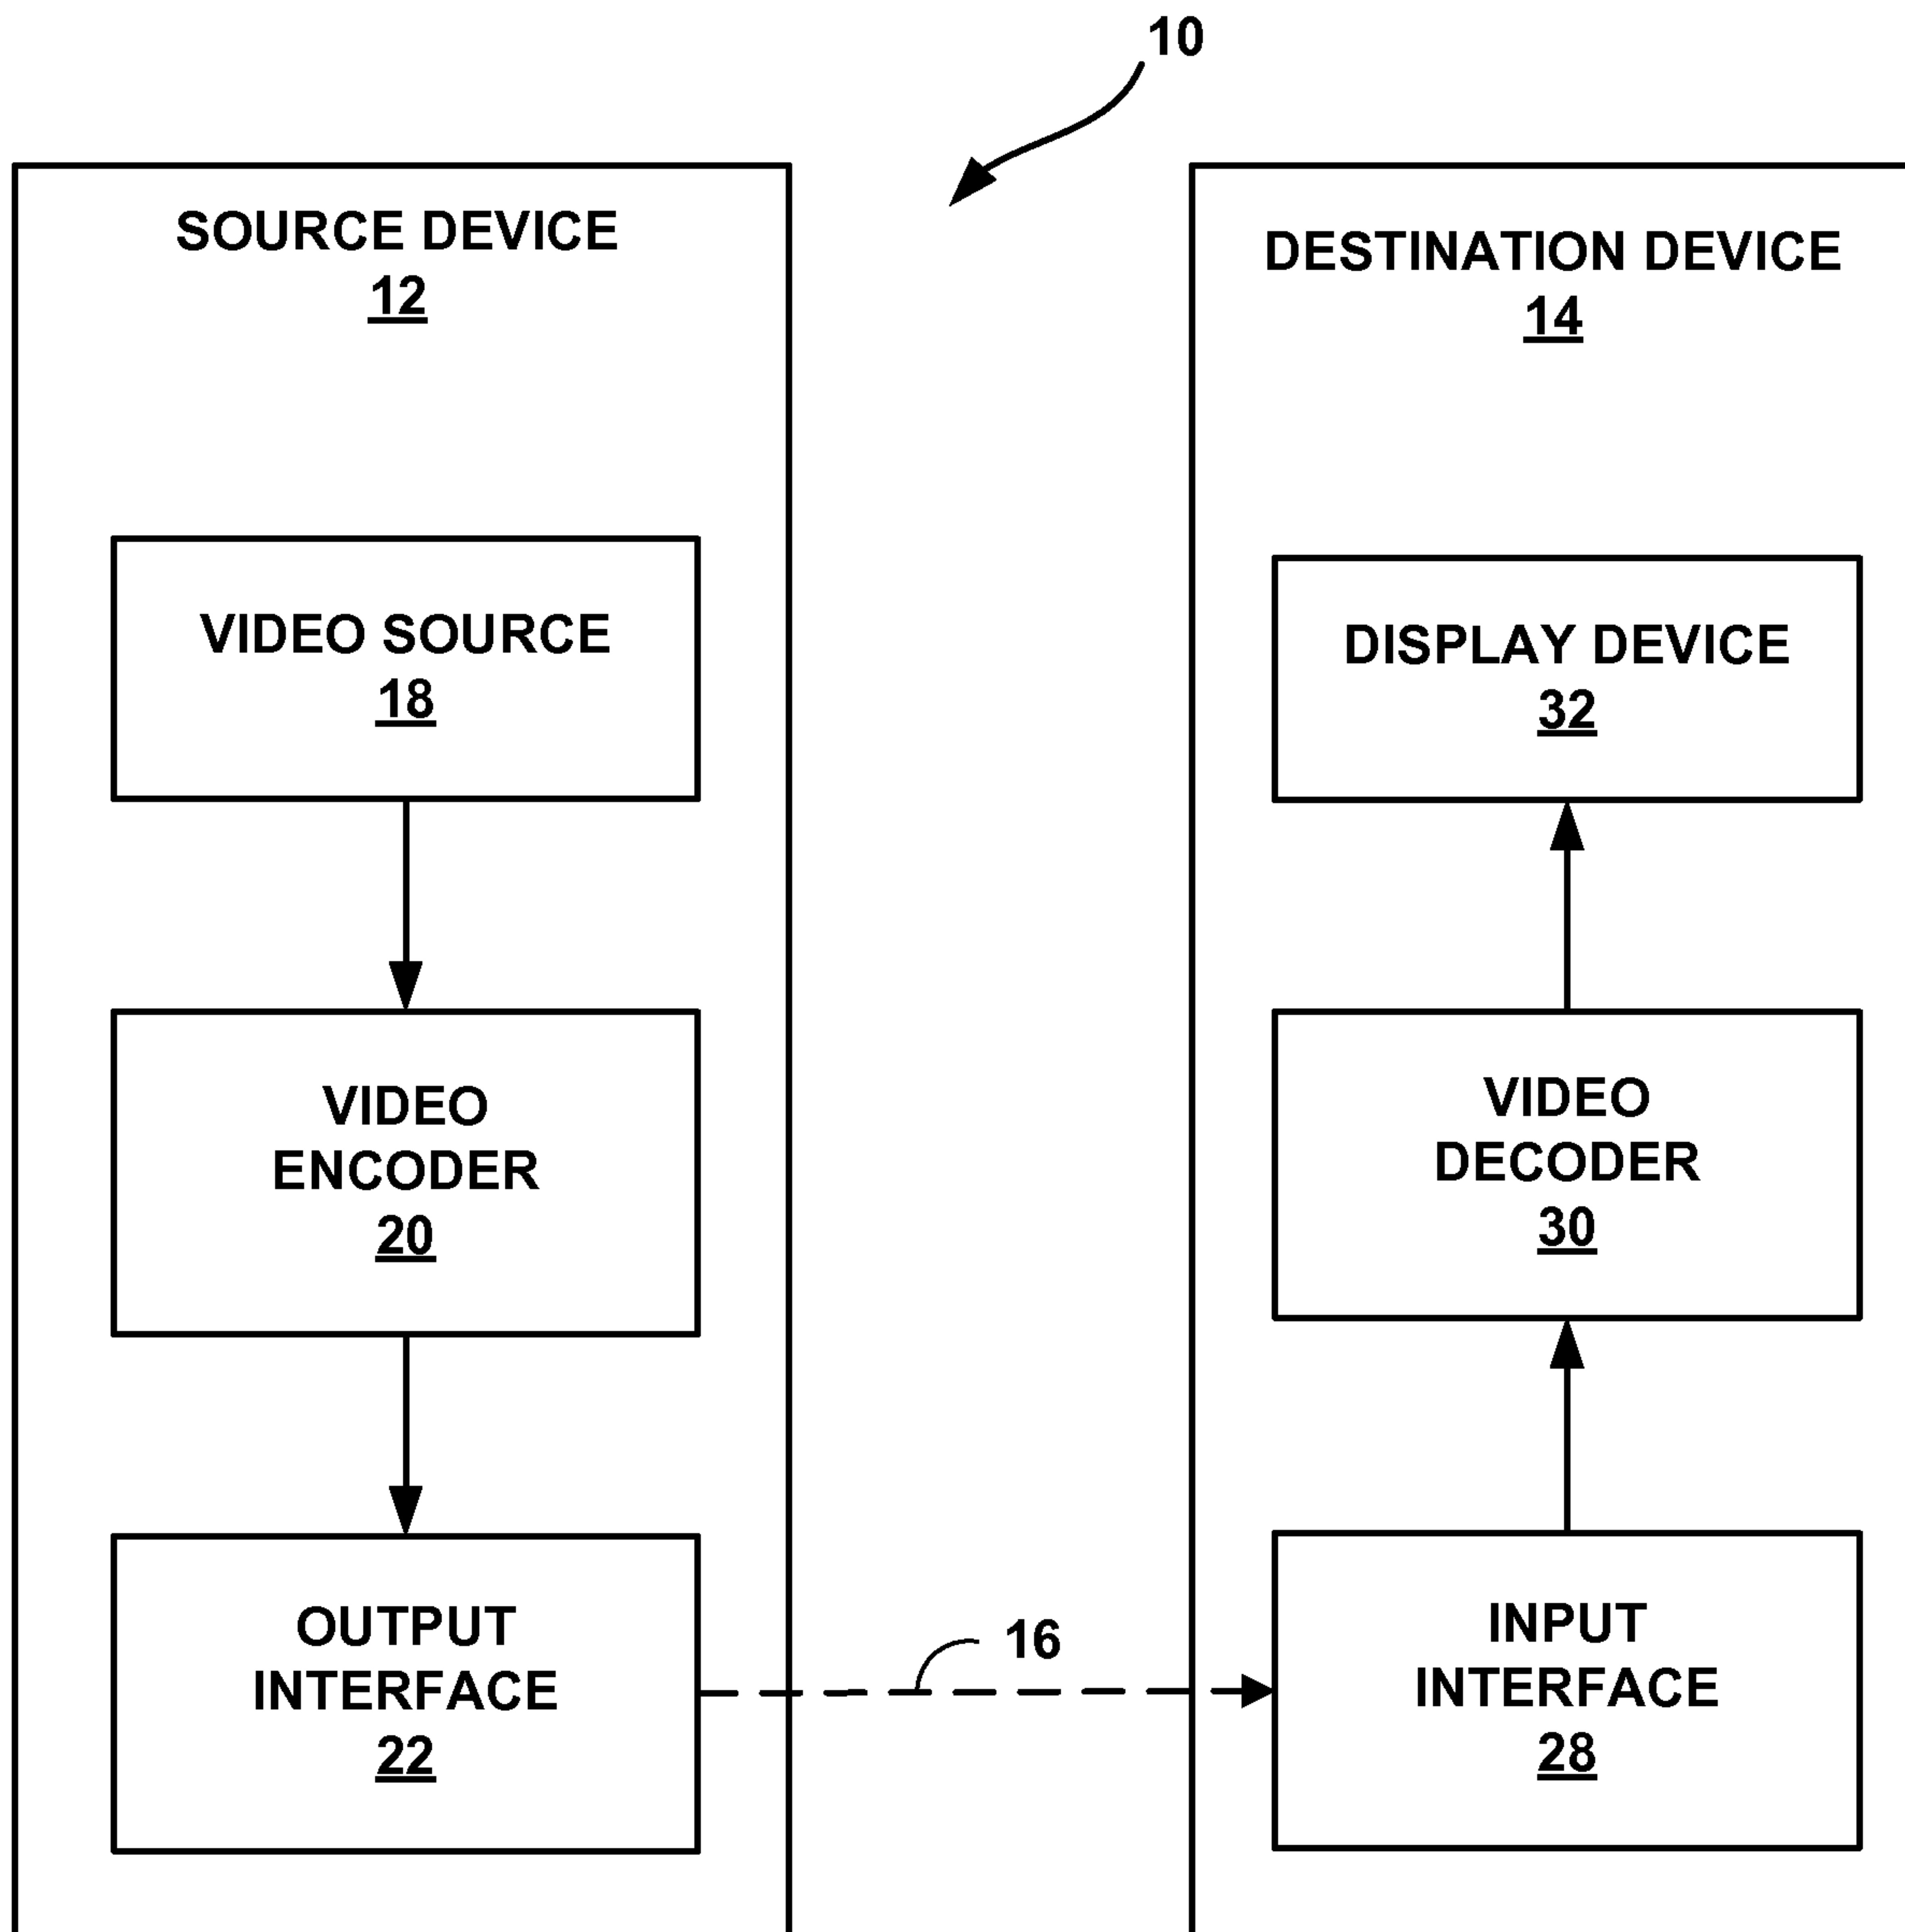 10
SOURCE DEVICE
12
VIDEO SOURCE
18
VIDEO
ENCODER
20
OUTPUT
INTERFACE
22
16
DESTINATION DEVICE
14
DISPLAY DEVICE
32
VIDEO
DECODER
30
INPUT
INTERFACE
28